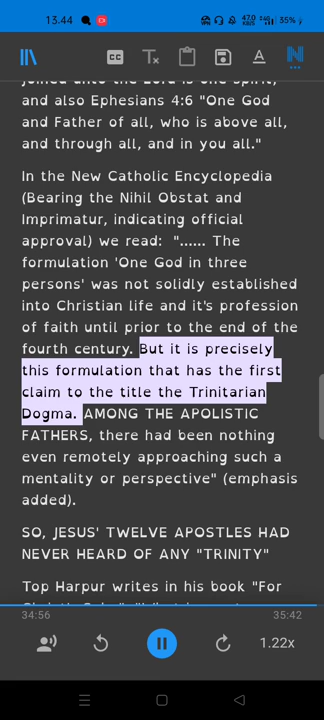 13.44 47.0 KB/S 35%
CC T A N
joined unto the Lord is one spirit,
and also Ephesians 4:6 "One God
and Father of all, who is above all,
and through all, and in you all."
In the New Catholic Encyclopedia
(Bearing the Nihil Obstat and
Imprimatur, indicating official
approval) we read: "...... The
formulation 'One God in three
persons' was not solidly established
into Christian life and it's profession
of faith until prior to the end of the
fourth century. But it is precisely
this formulation that has the first
claim to the title the Trinitarian
Dogma. AMONG THE APOLISTIC
FATHERS, there had been nothing
even remotely approaching such a
mentality or perspective" (emphasis
added).
SO, JESUS' TWELVE APOSTLES HAD
NEVER HEARD OF ANY "TRINITY"
Top Harpur writes in his book "For
34:56 35:42
1.22x